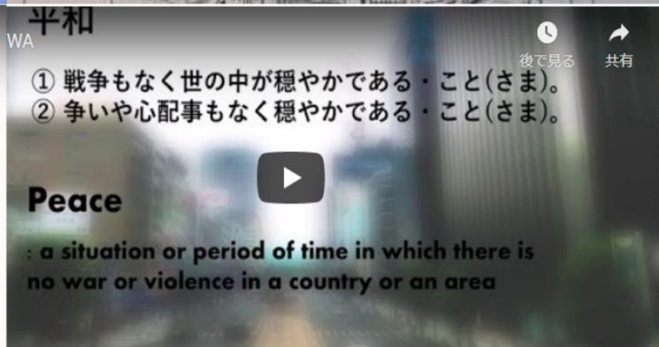 平和
WA
後で見る
共有
① 戦争もなく世の中が穏やかである・こと(さま)。
② 争いや心配事もなく穏やかである・こと(さま)。
Peace
: a situation or period of time in which there is
no war or violence in a country or an area